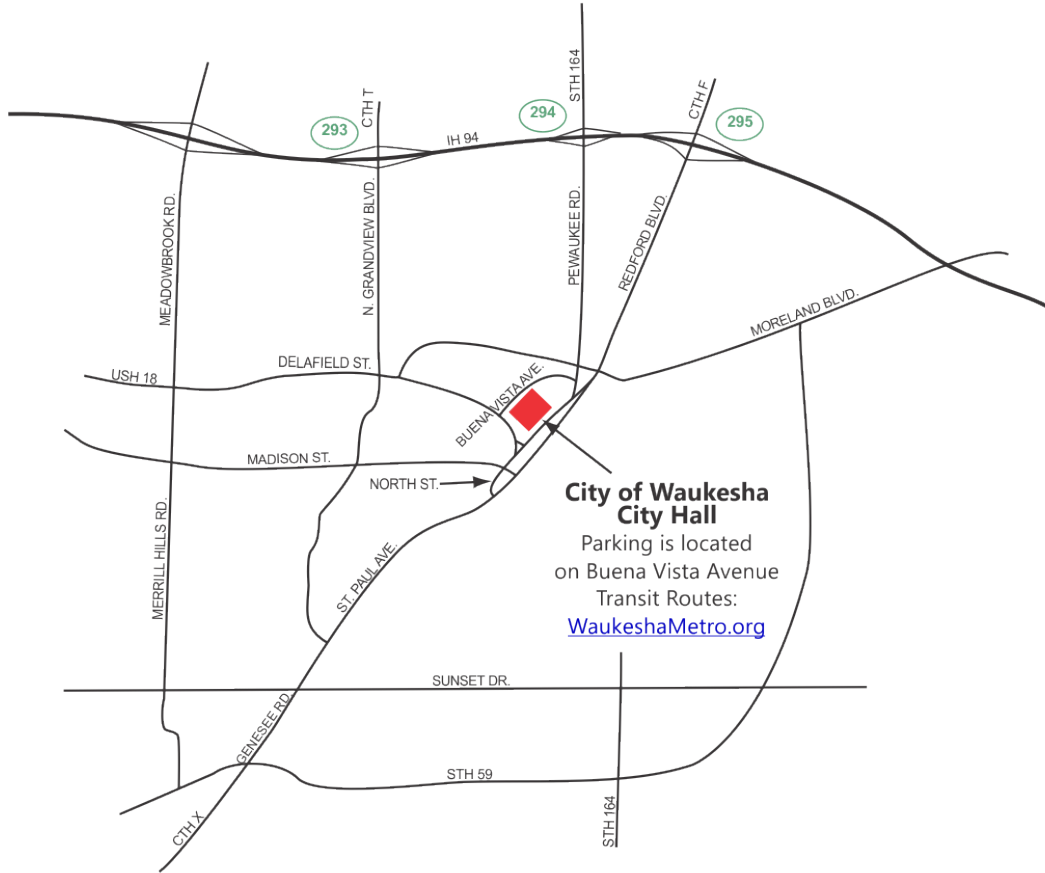 STH 164
CTH F
CTH T
293
294
295
IH 94
MEADOWBROOK RD.
N. GRANDVIEW BLVD.
PEWAUKEE RD.
REDFORD BLVD.
MORELAND BLVD.
USH 18
DELAFIELD ST.
BUENA VISTA AVE.
MADISON ST.
NORTH ST.
City of Waukesha
City Hall
Parking is located
on Buena Vista Avenue
Transit Routes:
WaukeshaMetro.org
MERRILL HILLS RD.
ST. PAUL AVE.
SUNSET DR.
GENESEE RD.
STH 59
CTH X
STH 164